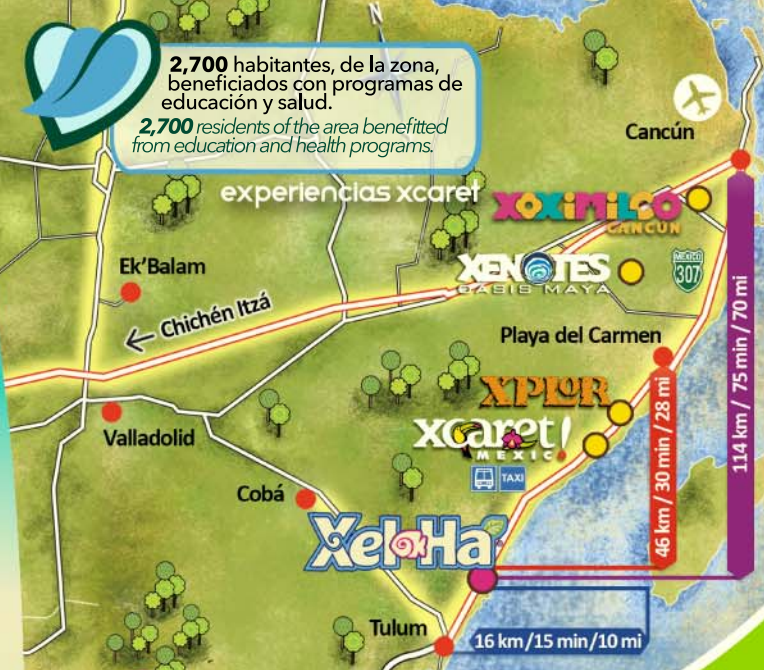 N
2,700 habitantes, de la zona,
beneficiados con programas de
educación y salud.
2,700 residents of the area benefitted
from education and health programs.
Cancún
experiencias xcaret
XOXIMILCO
CANCÚN
XENOTES
OASIS MAYA
MEXICO
307
Ek'Balam
← Chichén Itzá
Playa del Carmen
XPLOR
xcaret!
MEXIC!
TAXI
Valladolid
Cobá
Xel-Há
Tulum
16 km/15 min/10 mi
46 km / 30 min / 28 mi
114 km / 75 min / 70 mi